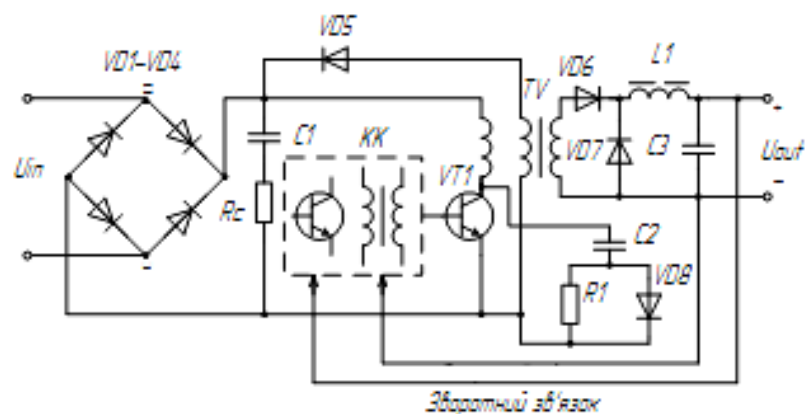 VD5
VD1-VD4
L1
VD6
TV
C1
KK
Uin
VT1
VD7
C3
Uout
Rc
C2
R1
VD8
Зворотний зв'язок